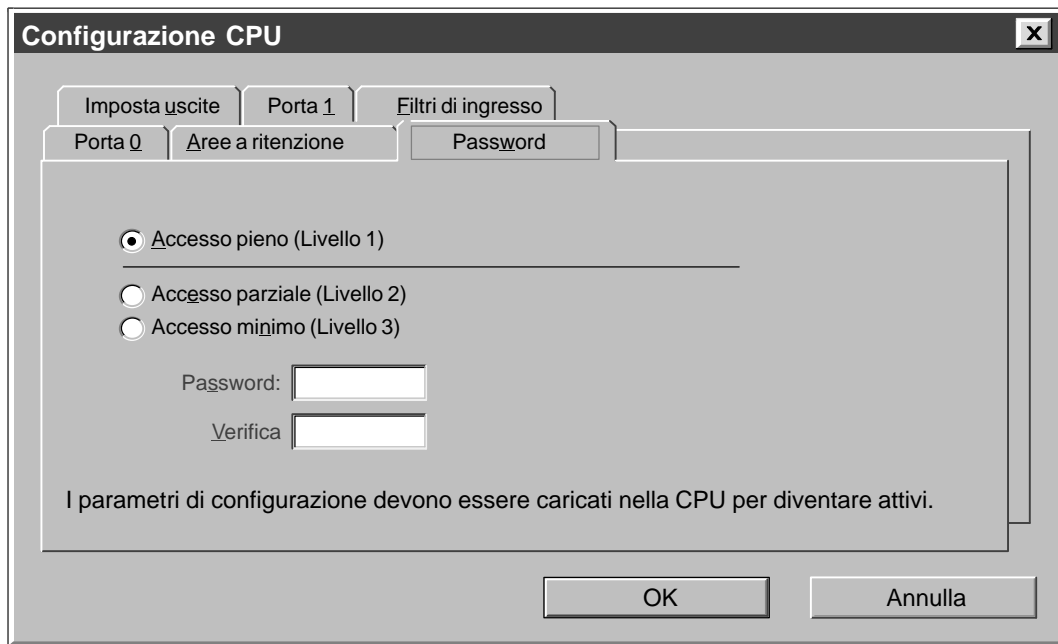 Configurazione CPU
Imposta uscite Porta 1 Filtri di ingresso
Porta 0 Aree a ritenzione Password
Accesso pieno (Livello 1)
Accesso parziale (Livello 2)
Accesso minimo (Livello 3)
Password:
Verifica
I parametri di configurazione devono essere caricati nella CPU per diventare attivi.
OK Annulla